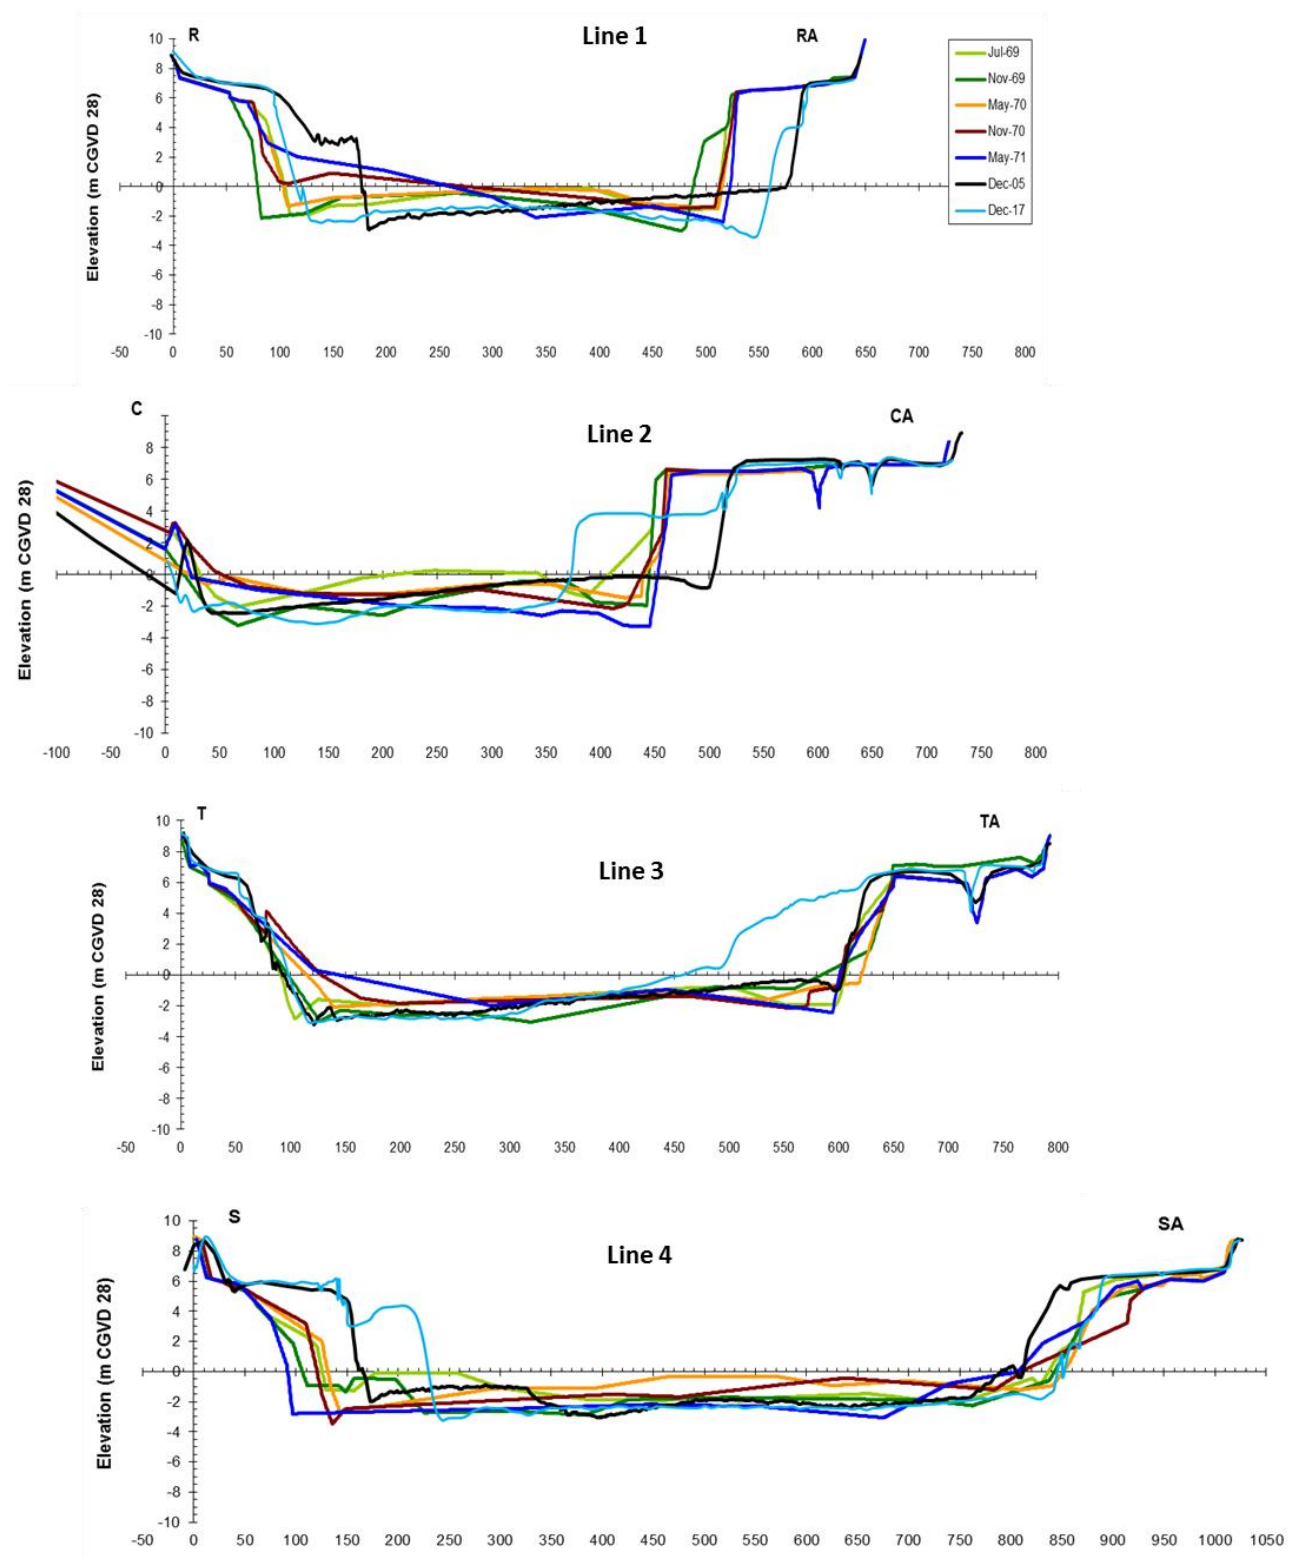 R
Line 1
RA
Elevation (m CGVD 28)
10
8
6
4
2
0
-2
-4
-6
-8
-10
-50 0 50 100 150 200 250 300 350 400 450 500 550 600 650 700 750 800
Jul-69
Nov-69
May-70
Nov-70
May-71
Dec-05
Dec-17
C
Line 2
CA
Elevation (m CGVD 28)
8
6
4
2
0
-2
-4
-6
-8
-10
-100 -50 0 50 100 150 200 250 300 350 400 450 500 550 600 650 700 750 800
T
Line 3
TA
Elevation (m CGVD 28)
10
8
6
4
2
0
-2
-4
-6
-8
-10
-50 0 50 100 150 200 250 300 350 400 450 500 550 600 650 700 750 800
S
Line 4
SA
Elevation (m CGVD 28)
10
8
6
4
2
0
-2
-4
-6
-8
-10
-50 0 50 100 150 200 250 300 350 400 450 500 550 600 650 700 750 800 850 900 950 1000 1050